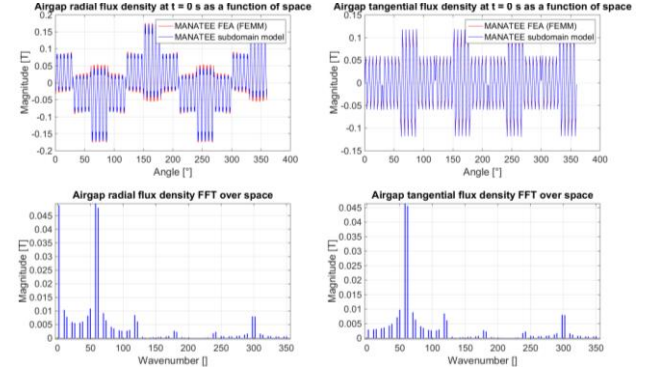 Airgap radial flux density at t = 0 s as a function of space
0.2
0.15
0.1
0.05
0
-0.05
-0.1
-0.15
-0.2
0 50 100 150 200 250 300 350 400
Magnitude [T]
Angle [°]
MANATEE FEA (FEMM)
MANATEE subdomain model
Airgap tangential flux density at t = 0 s as a function of space
0.15
0.1
0.05
0
-0.05
-0.1
-0.15
0 50 100 150 200 250 300 350 400
Magnitude [T]
Angle [°]
MANATEE FEA (FEMM)
MANATEE subdomain model
Airgap radial flux density FFT over space
0.045
0.04
0.035
0.03
0.025
0.02
0.015
0.01
0.005
0
0 50 100 150 200 250 300 350
Magnitude [T]
Wavenumber []
Airgap tangential flux density FFT over space
0.045
0.04
0.035
0.03
0.025
0.02
0.015
0.01
0.005
0
0 50 100 150 200 250 300 350
Magnitude [T]
Wavenumber []